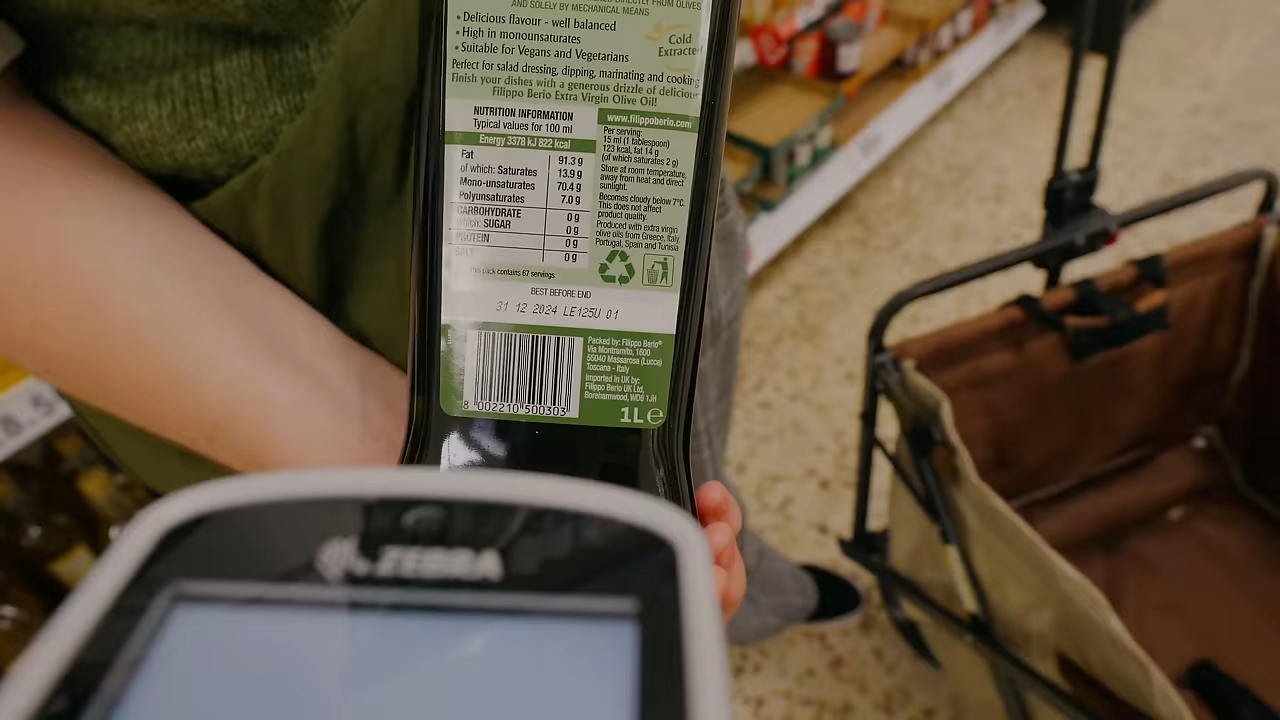 DIRECTLY FROM OLIVES
AND SOLELY BY MECHANICAL MEANS
• Delicious flavour - well balanced
• High in monounsaturates
• Suitable for Vegans and Vegetarians
Cold
Extracted
Perfect for salad dressing, dipping, marinating and cooking
Finish your dishes with a generous drizzle of delicious
Filippo Berio Extra Virgin Olive Oil!
NUTRITION INFORMATION
Typical values for 100 ml
Energy 3378 kJ 822 kcal
Fat 91.3 g
of which: Saturates 13.9 g
Mono-unsaturates 70.4 g
Polyunsaturates 7.0 g
CARBOHYDRATE 0 g
which: SUGAR 0 g
PROTEIN 0 g
SALT 0 g
This pack contains 67 servings
www.filippoberio.com
Per serving:
15 ml (1 tablespoon)
123 kcal, fat 14 g
(of which saturates 2 g)
Store at room temperature,
away from heat and direct
sunlight.
Becomes cloudy below 7°C.
This does not affect
product quality.
Produced with extra virgin
olive oils from Greece, Italy,
Portugal, Spain and Tunisia
BEST BEFORE END
31 12 2024 LE125U 01
8 002210 500303
Packed by: Filippo Berio®
Via Montramito, 1600
55040 Massarosa (Lucca)
Toscana - Italy
Imported in UK by:
Filippo Berio UK Ltd,
Borehamwood, WD6 1JH
1L e
8.5
ZEBRA